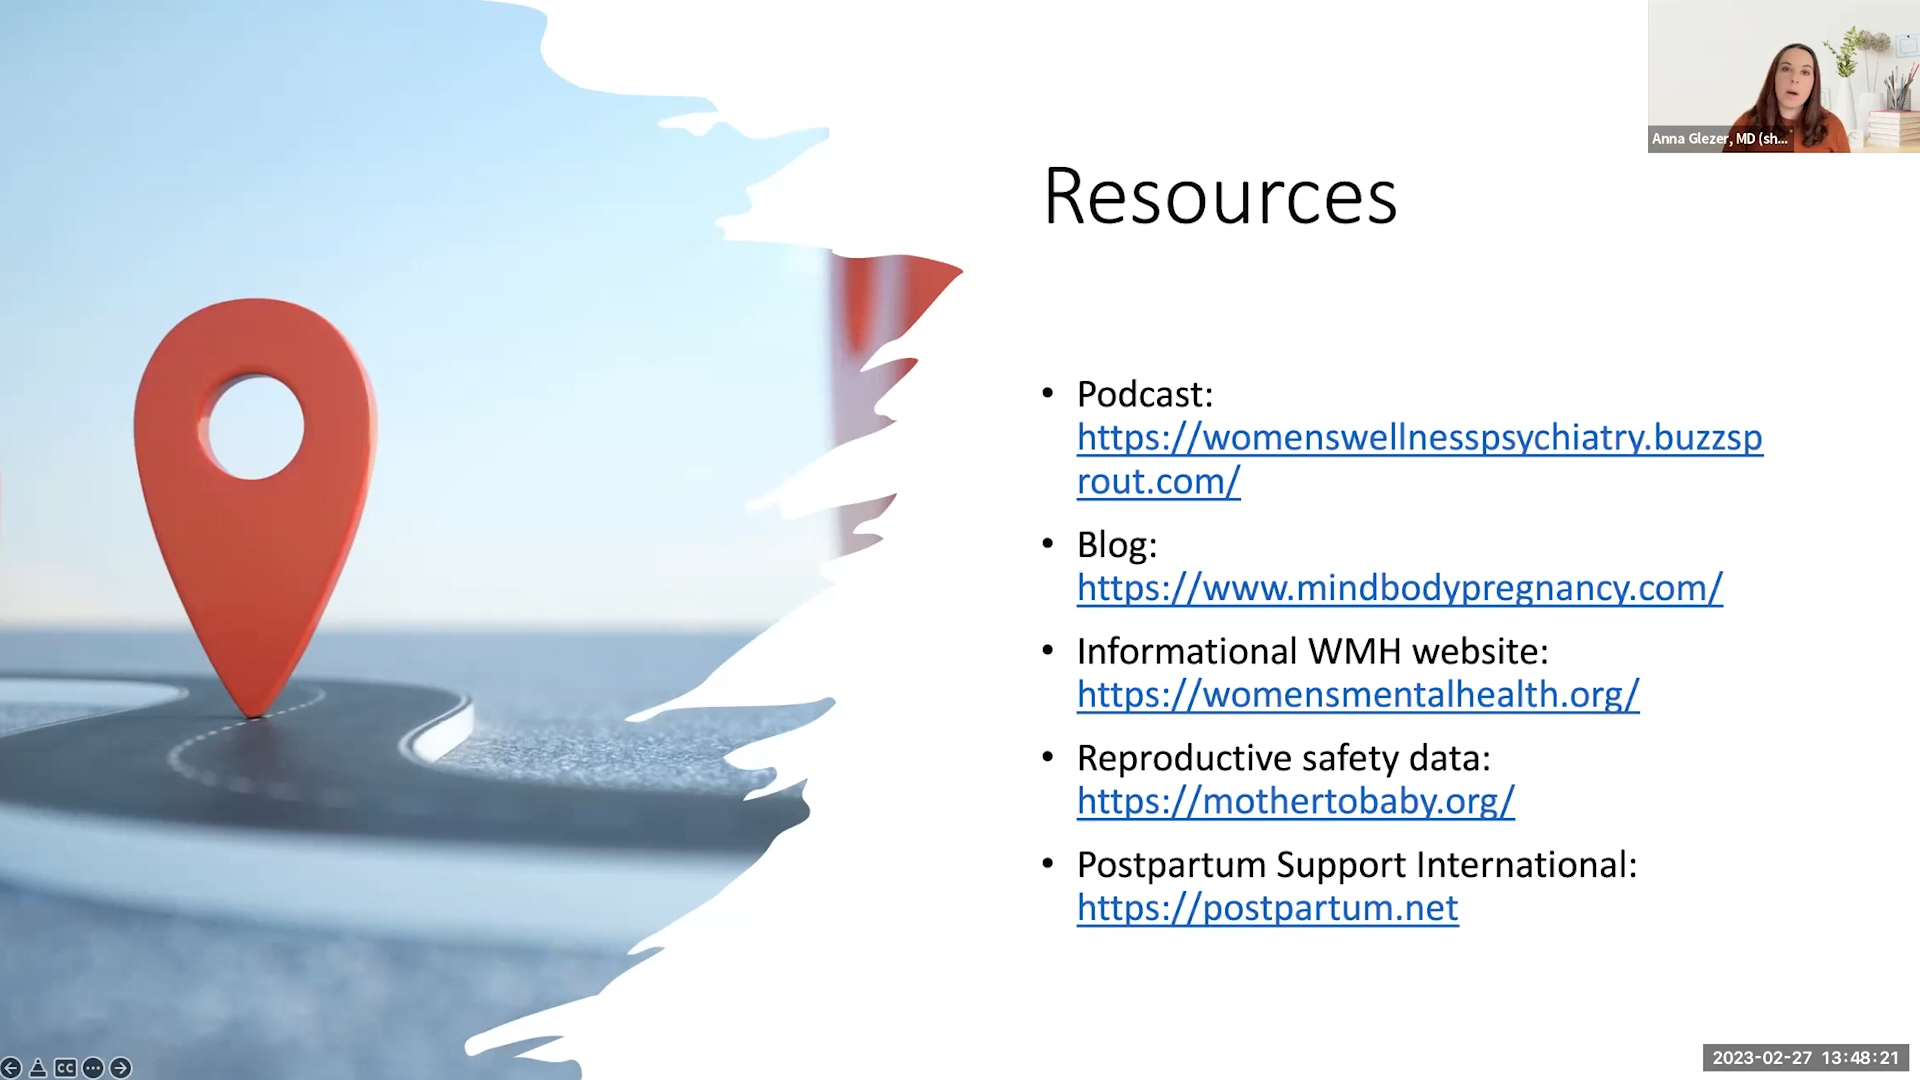 Anna Glezer, MD (sh...
Resources
• Podcast:
https://womenswellnesspsychiatry.buzzsp
rout.com/
• Blog:
https://www.mindbodypregnancy.com/
• Informational WMH website:
https://womensmentalhealth.org/
• Reproductive safety data:
https://mothertobaby.org/
• Postpartum Support International:
https://postpartum.net
CC
2023-02-27 13:48:21